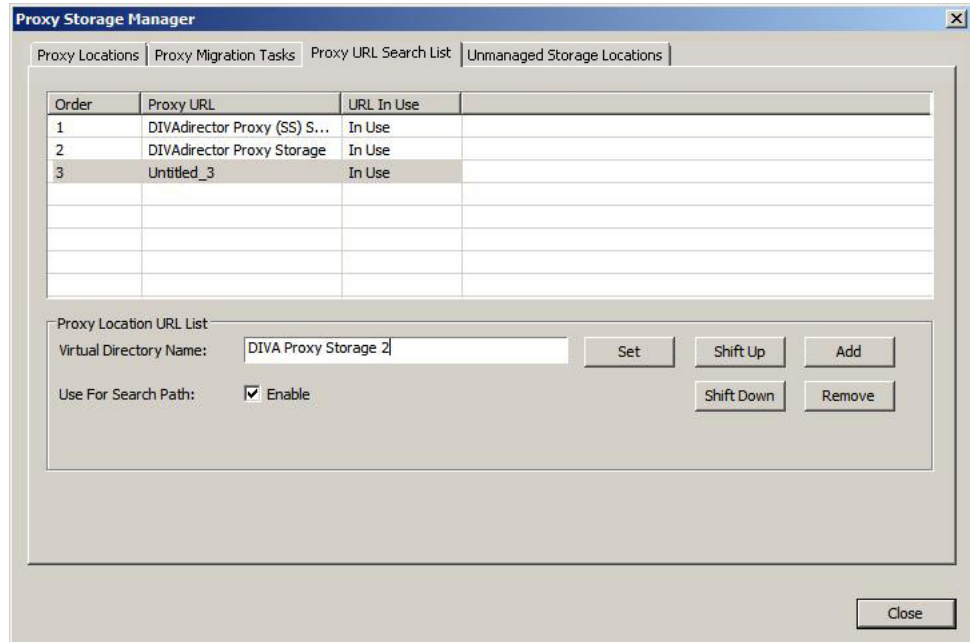 Proxy Storage Manager
Proxy Locations Proxy Migration Tasks Proxy URL Search List Unmanaged Storage Locations
Order Proxy URL URL In Use
1 DIVAdirector Proxy (SS) S... In Use
2 DIVAdirector Proxy Storage In Use
3 Untitled_3 In Use
Proxy Location URL List
Virtual Directory Name: DIVA Proxy Storage 2 Set Shift Up Add
Use For Search Path: Enable Shift Down Remove
Close